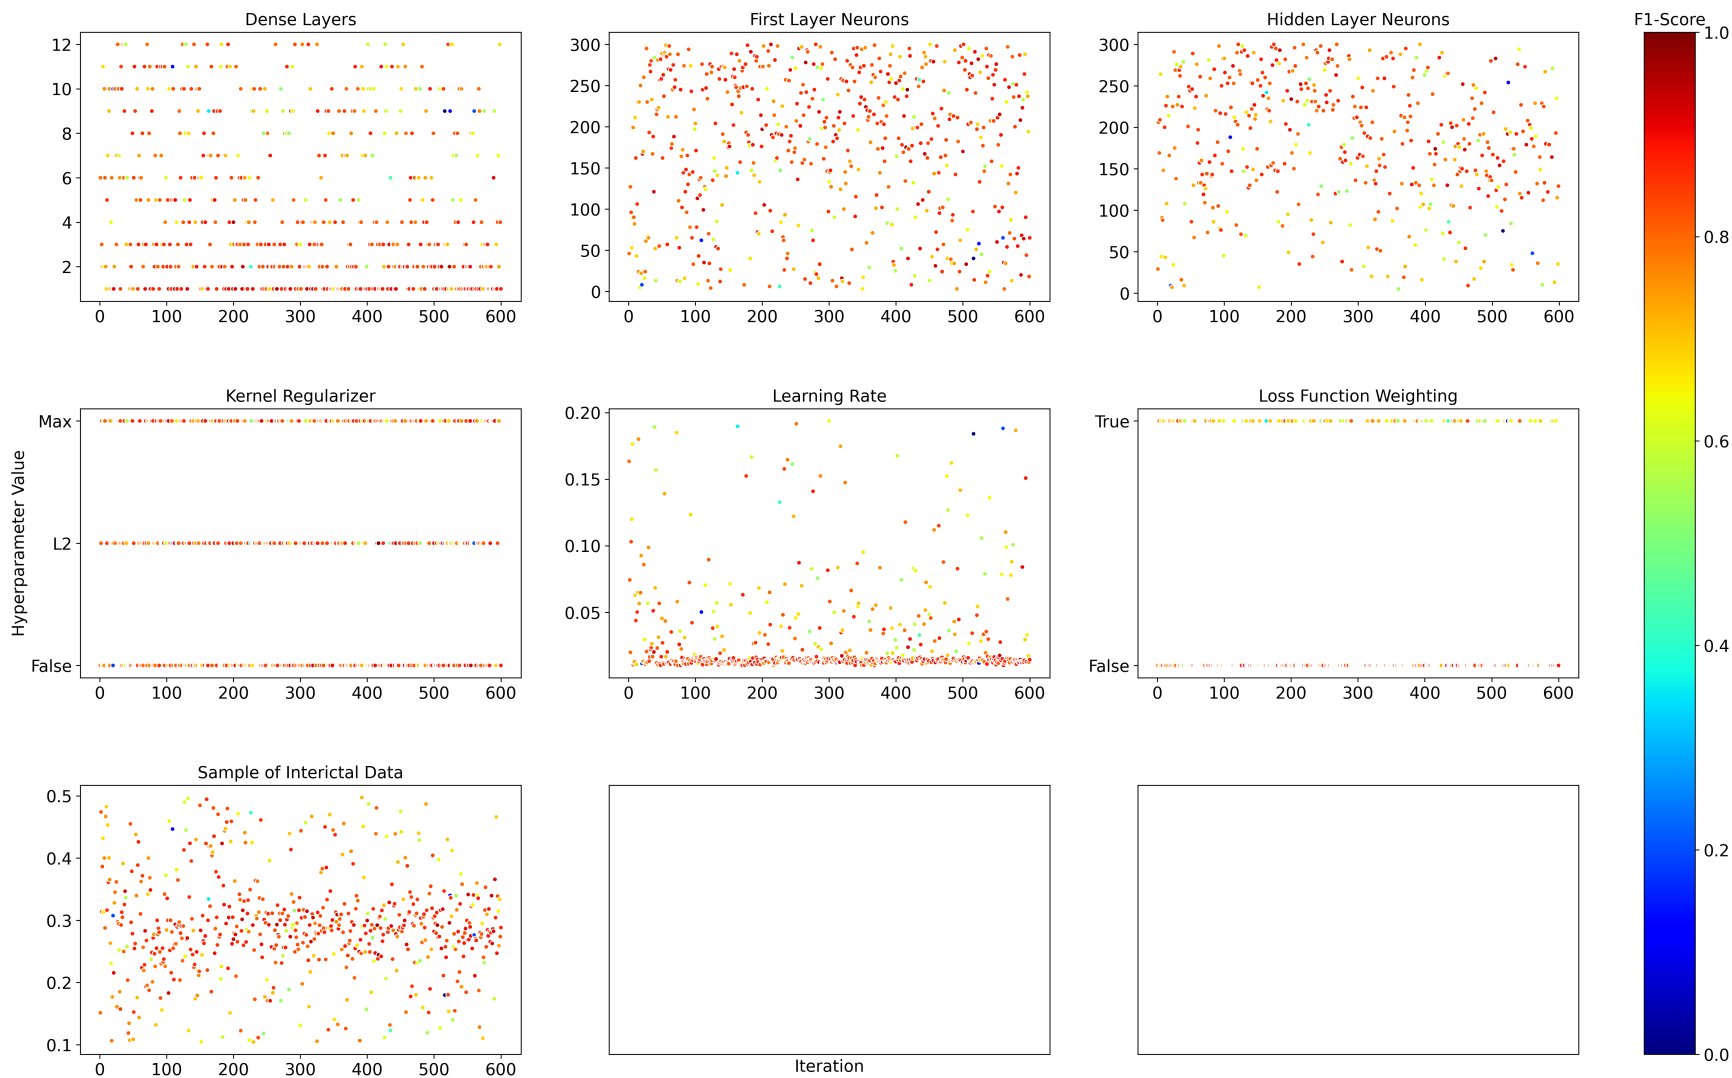 Dense Layers
First Layer Neurons
Hidden Layer Neurons
F1-Score
12
10
8
6
4
2
0 100 200 300 400 500 600
300
250
200
150
100
50
0
0 100 200 300 400 500 600
300
250
200
150
100
50
0
0 100 200 300 400 500 600
1.0
0.8
0.6
0.4
0.2
0.0
Hyperparameter Value
Kernel Regularizer
Learning Rate
Loss Function Weighting
Max
L2
False
0 100 200 300 400 500 600
0.20
0.15
0.10
0.05
0 100 200 300 400 500 600
True
False
0 100 200 300 400 500 600
Sample of Interictal Data
0.5
0.4
0.3
0.2
0.1
0 100 200 300 400 500 600
Iteration